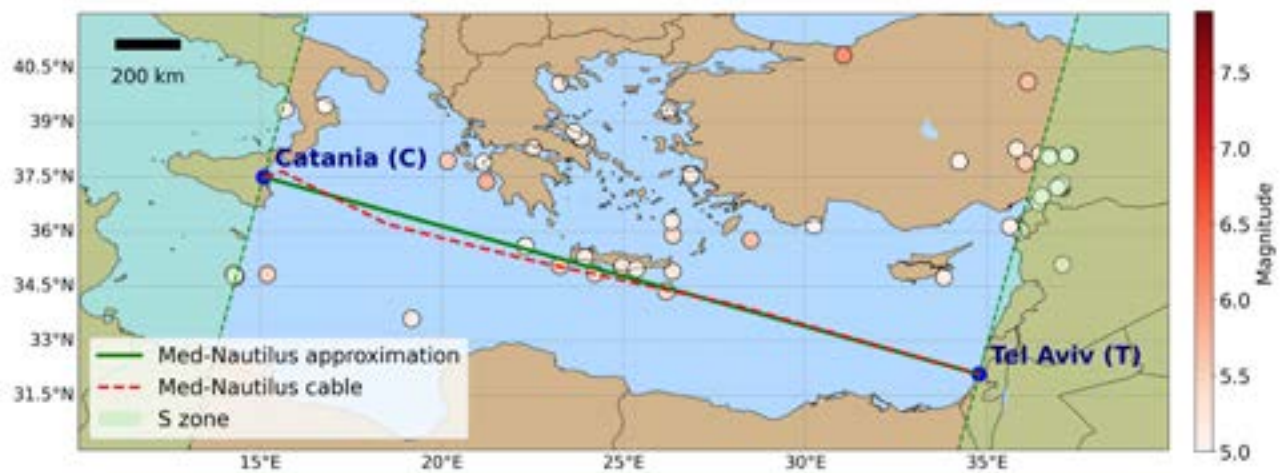 40.5°N
39°N
37.5°N
36°N
34.5°N
33°N
31.5°N
200 km
Catania (C)
Tel Aviv (T)
Med-Nautilus approximation
Med-Nautilus cable
S zone
15°E
20°E
25°E
30°E
35°E
7.5
7.0
6.5
6.0
5.5
5.0
Magnitude